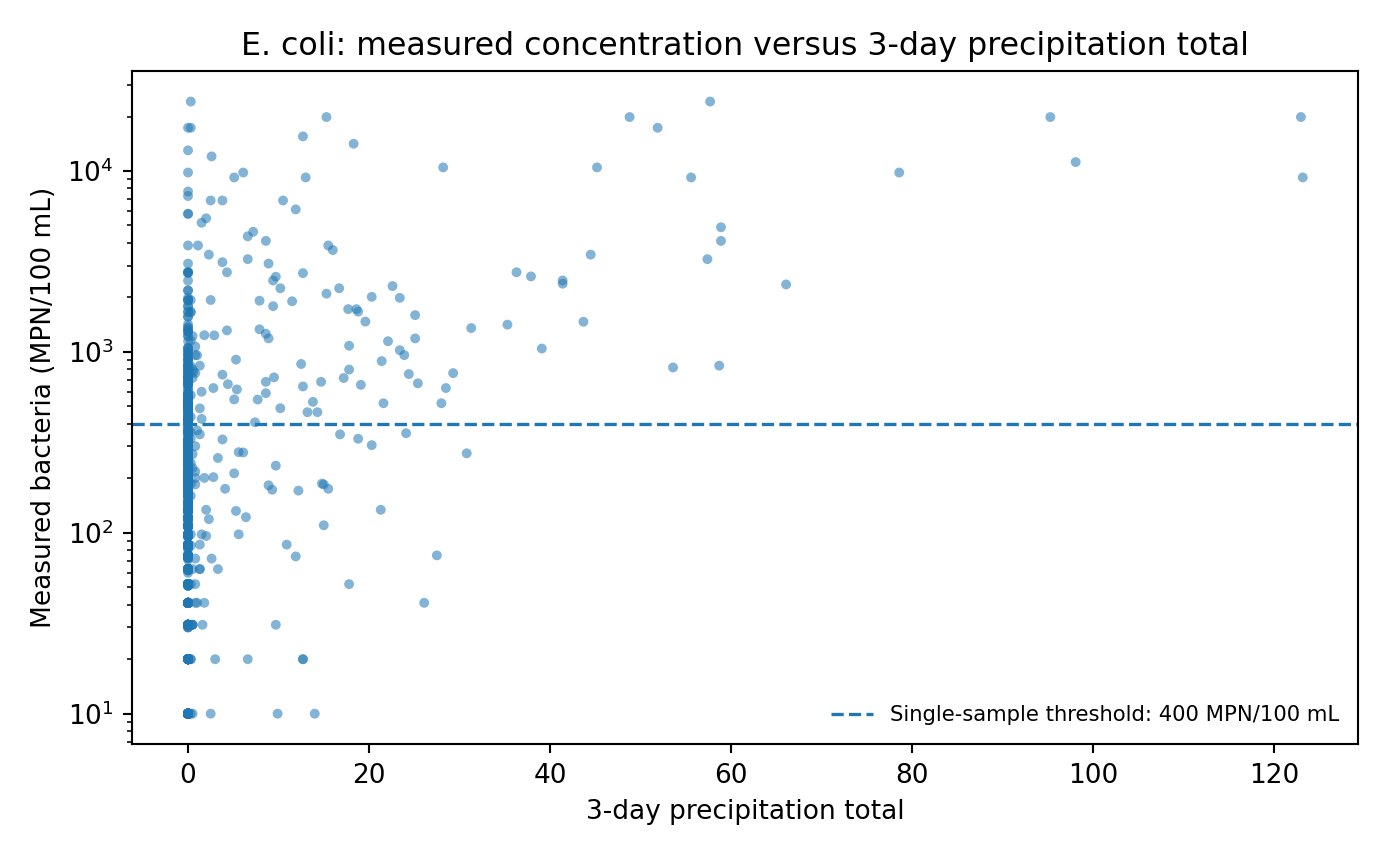 E. coli: measured concentration versus 3-day precipitation total
Measured bacteria (MPN/100 mL)
10⁴
10³
10²
10¹
Single-sample threshold: 400 MPN/100 mL
0 20 40 60 80 100 120
3-day precipitation total